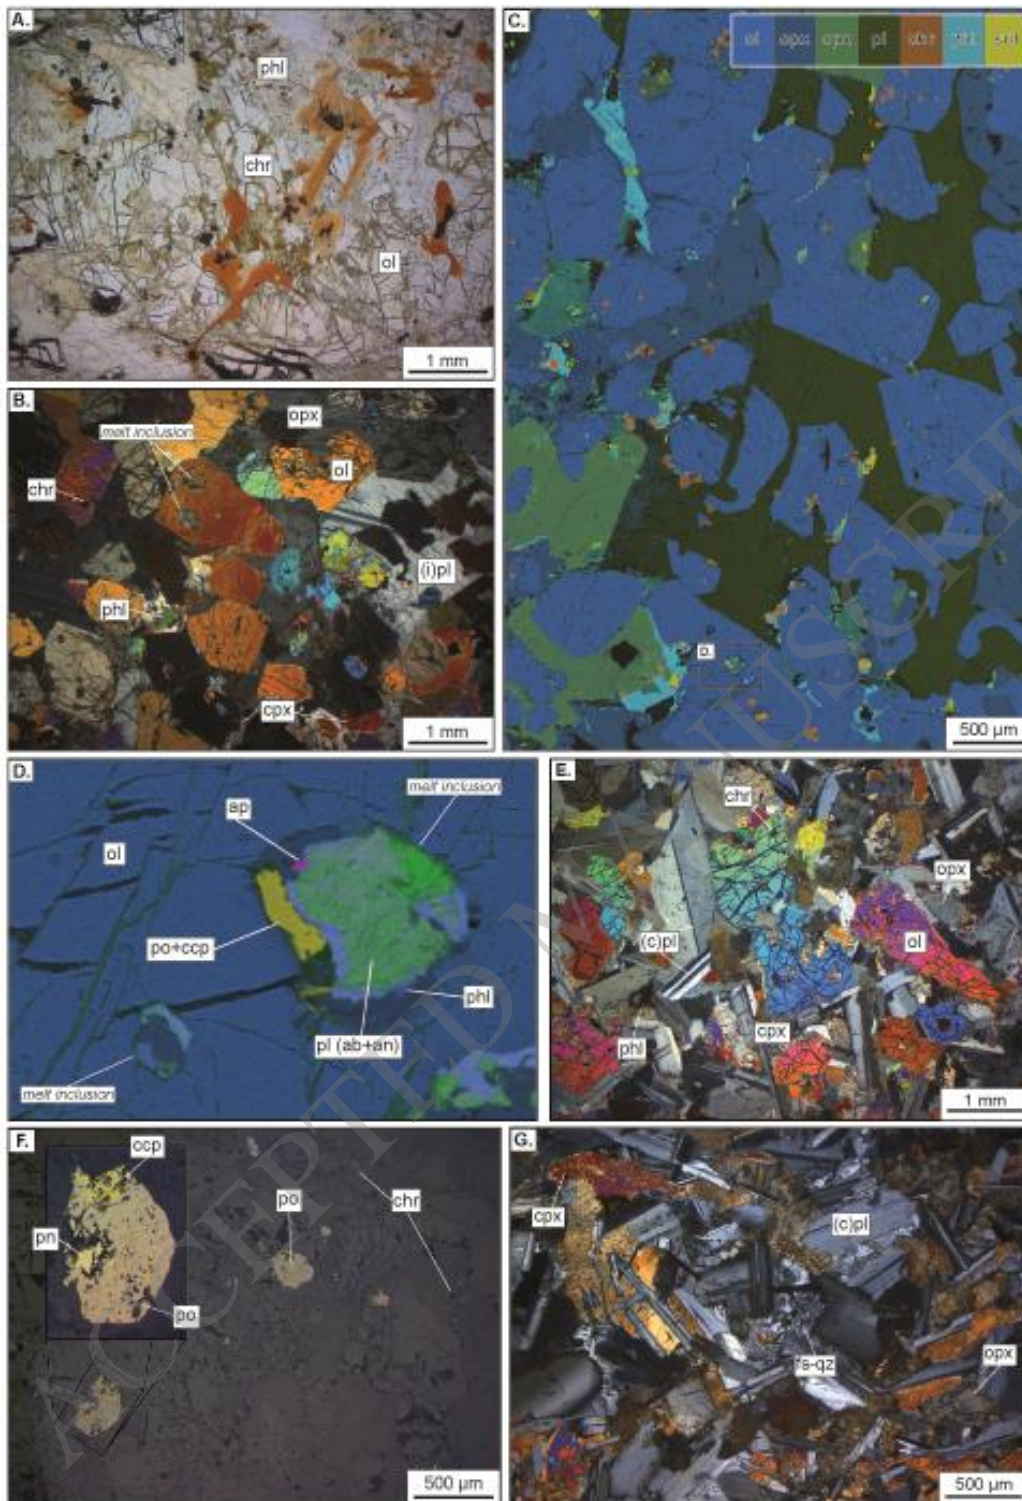 A.
phl
chr
ol
1 mm
B.
opx
melt inclusion
ol
chr
(i)pl
phl
cpx
1 mm
C.
ol opx cpx pl chr phl
D.
500 µm
D.
melt inclusion
ap
ol
po+ccp
phl
pl (ab+an)
melt inclusion
E.
chr
opx
(c)pl
ol
cpx
phl
1 mm
F.
ccp
po
chr
pn
po
500 µm
G.
cpx
(c)pl
fs-qz
opx
500 µm
ACCEPTED MANUSCRIPT